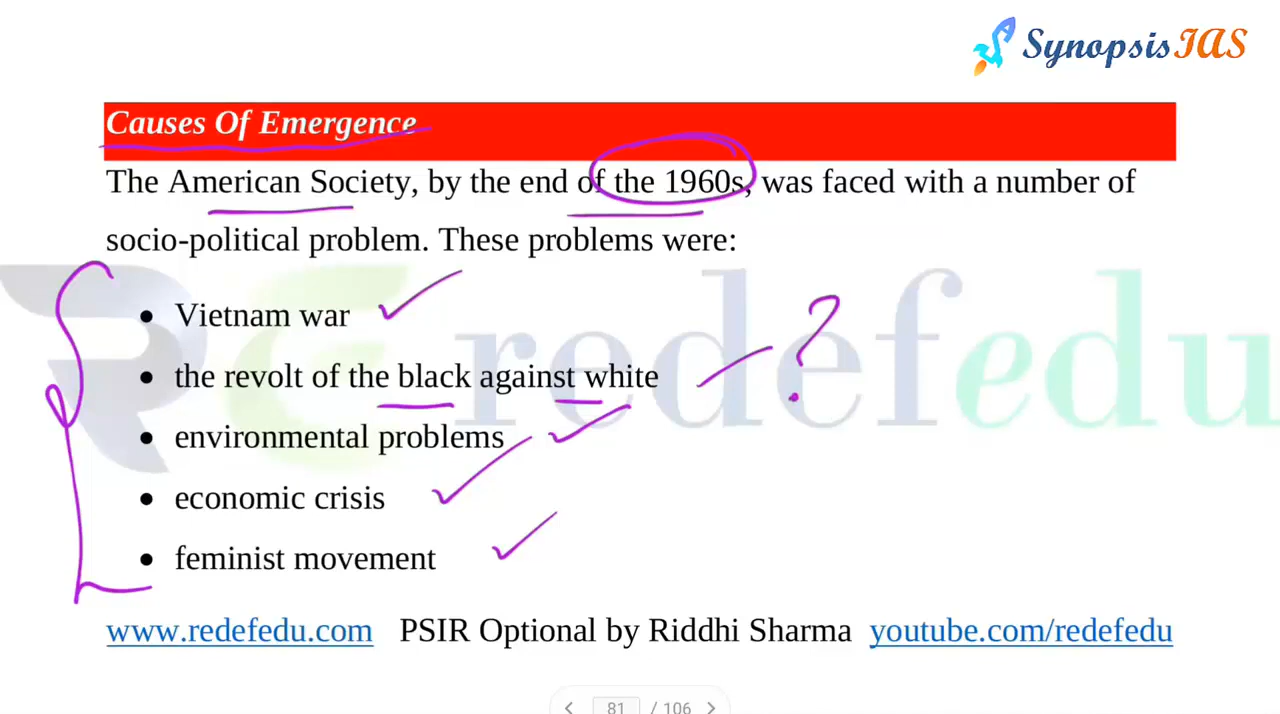 SynopsisIAS
Causes Of Emergence
The American Society, by the end of the 1960s, was faced with a number of
socio-political problem. These problems were:
• Vietnam war
• the revolt of the black against white
?
• environmental problems
• economic crisis
• feminist movement
redefedu
www.redefedu.com PSIR Optional by Riddhi Sharma youtube.com/redefedu
< 81 / 106 >